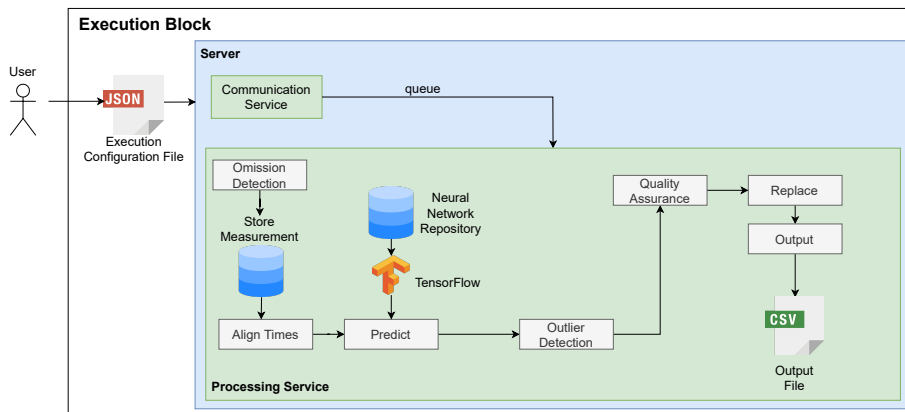 Execution Block
Server
User
JSON
Execution
Configuration File
Communication
Service
queue
Omission
Detection
Store
Measurement
Neural
Network
Repository
TensorFlow
Align Times
Predict
Outlier
Detection
Quality
Assurance
Replace
Output
CSV
Output
File
Processing Service